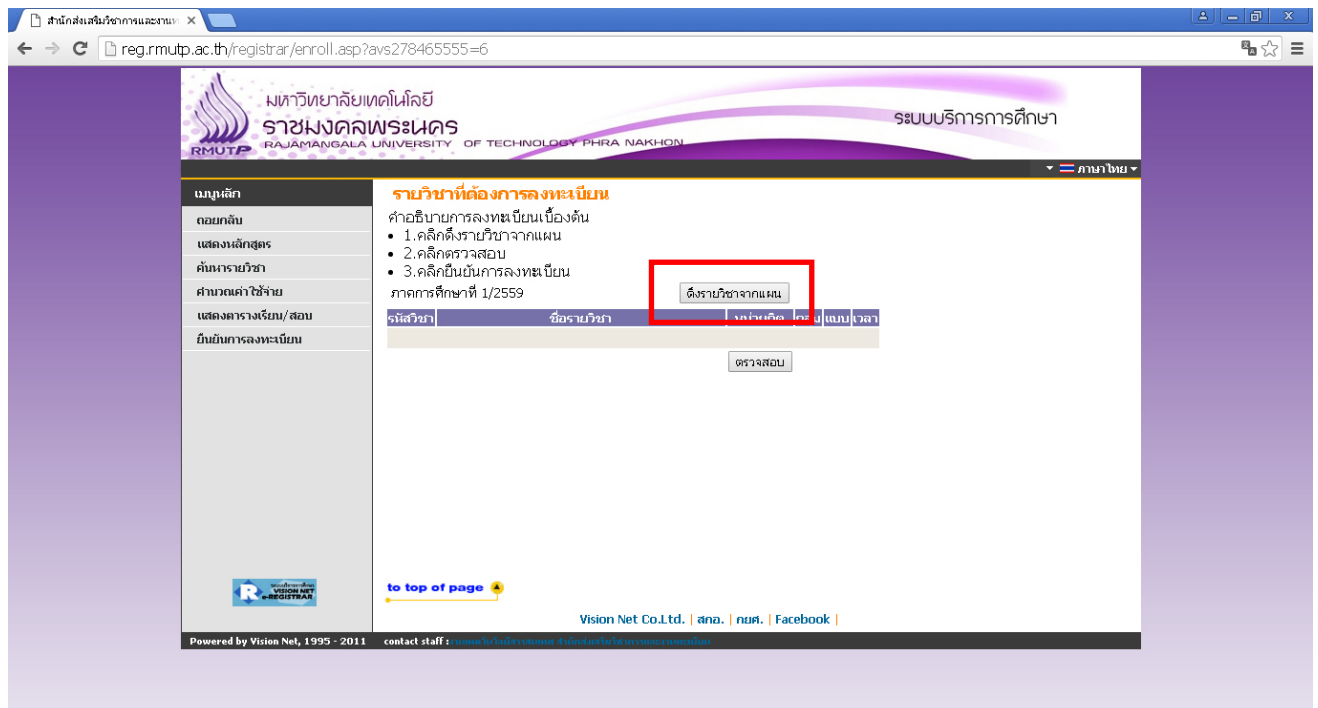 สำนักส่งเสริมวิชาการและงานท
reg.rmutp.ac.th/registrar/enroll.asp?avs278465555=6
มหาวิทยาลัยเทคโนโลยี
ราชมงคลพระนคร
RAJAMANGALA UNIVERSITY OF TECHNOLOGY PHRA NAKHON
RMUTP
ระบบบริการการศึกษา
ภาษาไทย
เมนูหลัก
ถอยกลับ
แสดงหลักสูตร
ค้นหารายวิชา
คำนวณค่าใช้จ่าย
แสดงตารางเรียน/สอบ
ยืนยันการลงทะเบียน
รายวิชาที่ต้องการลงทะเบียน
คำอธิบายการลงทะเบียนเบื้องต้น
1.คลิกดึงรายวิชาจากแผน
2.คลิกตรวจสอบ
3.คลิกยืนยันการลงทะเบียน
ภาคการศึกษาที่ 1/2559 ดึงรายวิชาจากแผน
รหัสวิชา ชื่อรายวิชา หน่วยกิต กลุ่ม แบบ เวลา
ตรวจสอบ
VISION NET
e-REGISTRAR
to top of page
Vision Net Co.Ltd. | สกอ. | กยศ. | Facebook |
Powered by Vision Net, 1995 - 2011 contact staff :